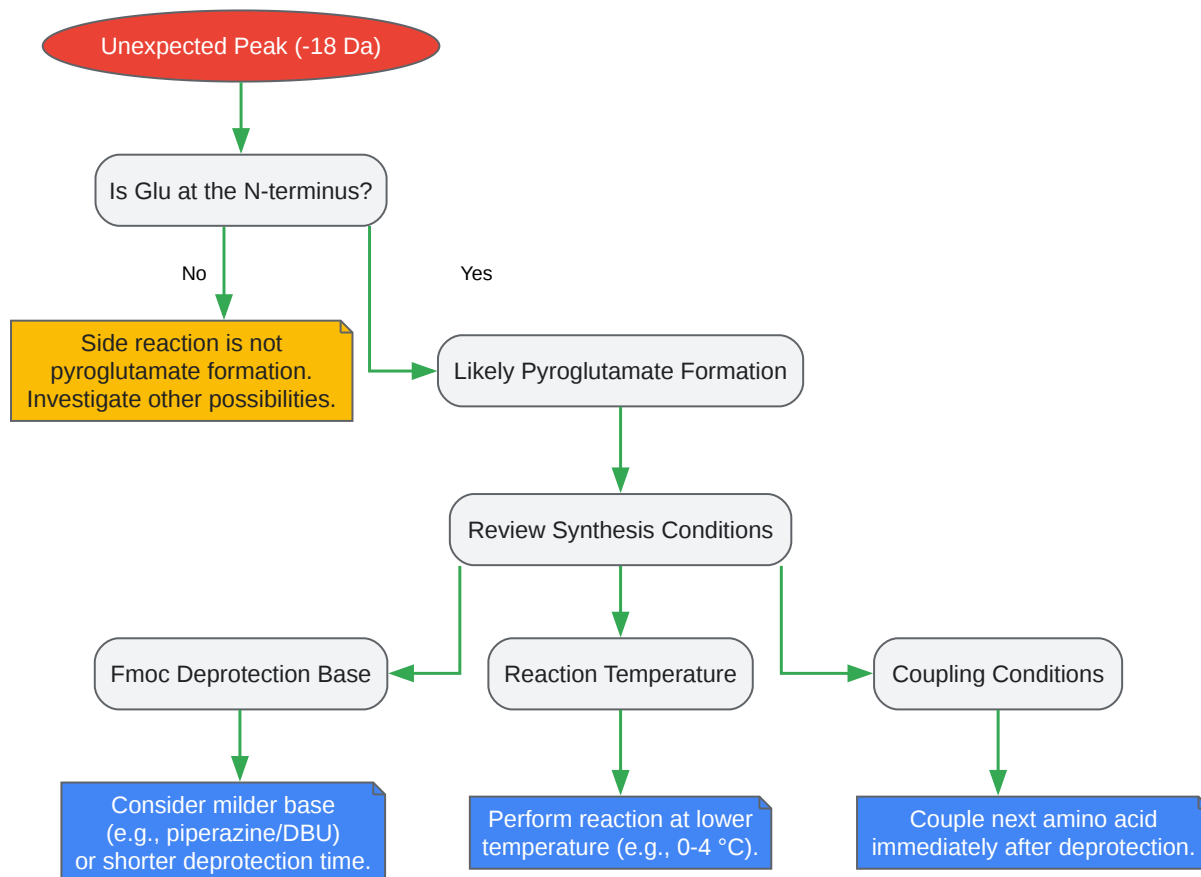 Unexpected Peak (-18 Da)
Is Glu at the N-terminus?
No
Yes
Side reaction is not
pyroglutamate formation.
Investigate other possibilities.
Likely Pyroglutamate Formation
Review Synthesis Conditions
Fmoc Deprotection Base
Reaction Temperature
Coupling Conditions
Consider milder base
(e.g., piperazine/DBU)
or shorter deprotection time.
Perform reaction at lower
temperature (e.g., 0-4 °C).
Couple next amino acid
immediately after deprotection.